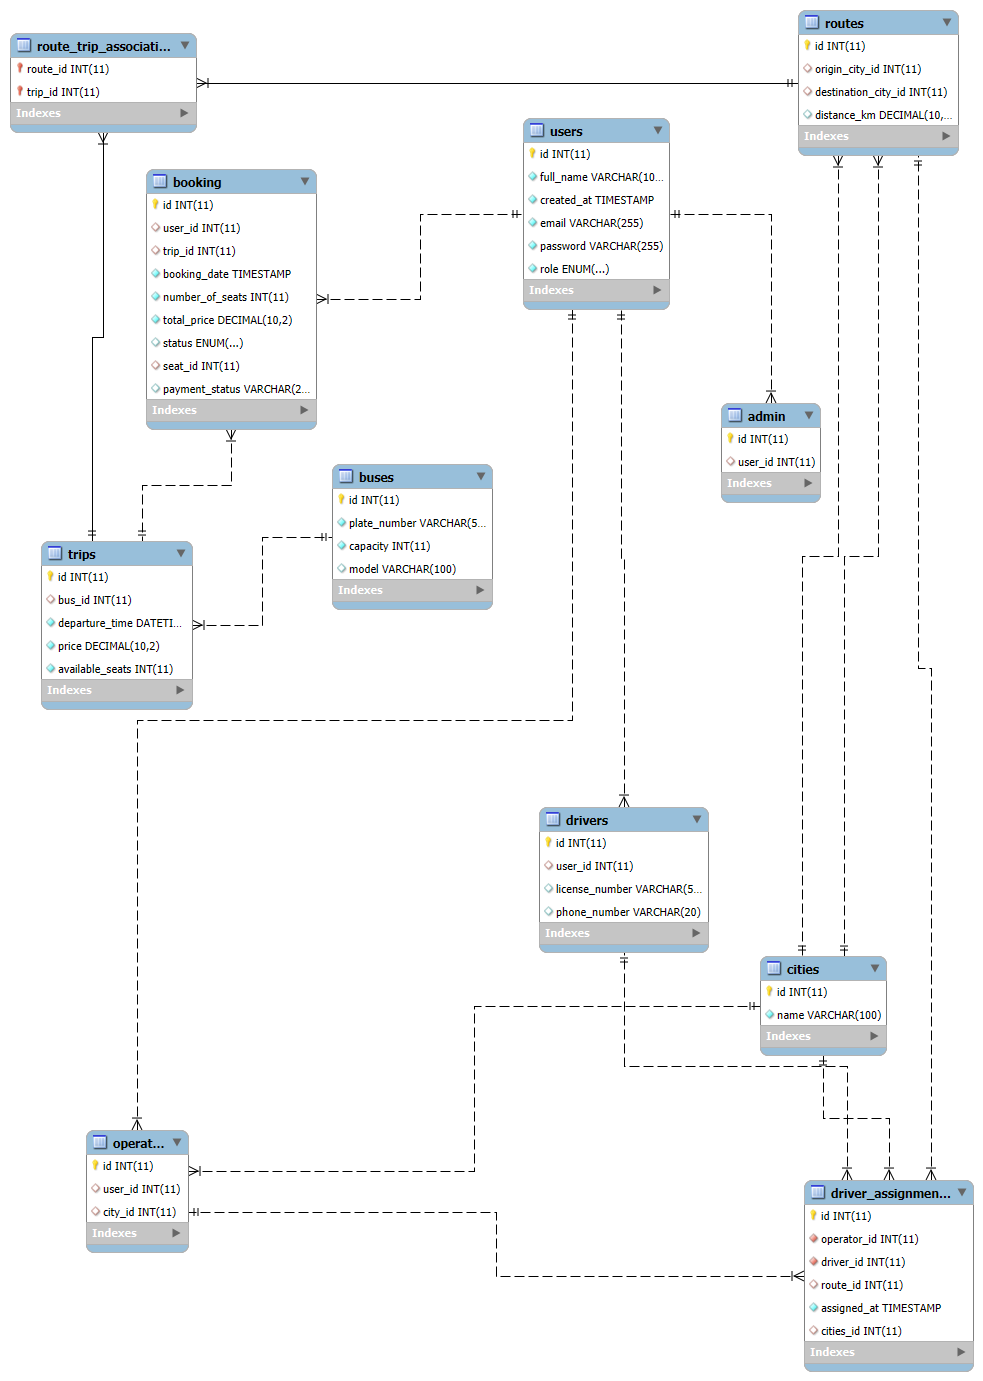 route_trip_associati...
route_id INT(11)
trip_id INT(11)
Indexes
routes
id INT(11)
origin_city_id INT(11)
destination_city_id INT(11)
distance_km DECIMAL(10,...
Indexes
users
id INT(11)
full_name VARCHAR(10...
created_at TIMESTAMP
email VARCHAR(255)
password VARCHAR(255)
role ENUM(...)
Indexes
booking
id INT(11)
user_id INT(11)
trip_id INT(11)
booking_date TIMESTAMP
number_of_seats INT(11)
total_price DECIMAL(10,2)
status ENUM(...)
seat_id INT(11)
payment_status VARCHAR(2...
Indexes
admin
id INT(11)
user_id INT(11)
Indexes
buses
id INT(11)
plate_number VARCHAR(5...
capacity INT(11)
model VARCHAR(100)
Indexes
trips
id INT(11)
bus_id INT(11)
departure_time DATETI...
price DECIMAL(10,2)
available_seats INT(11)
Indexes
drivers
id INT(11)
user_id INT(11)
license_number VARCHAR(5...
phone_number VARCHAR(20)
Indexes
cities
id INT(11)
name VARCHAR(100)
Indexes
operat...
id INT(11)
user_id INT(11)
city_id INT(11)
Indexes
driver_assignmen...
id INT(11)
operator_id INT(11)
driver_id INT(11)
route_id INT(11)
assigned_at TIMESTAMP
cities_id INT(11)
Indexes